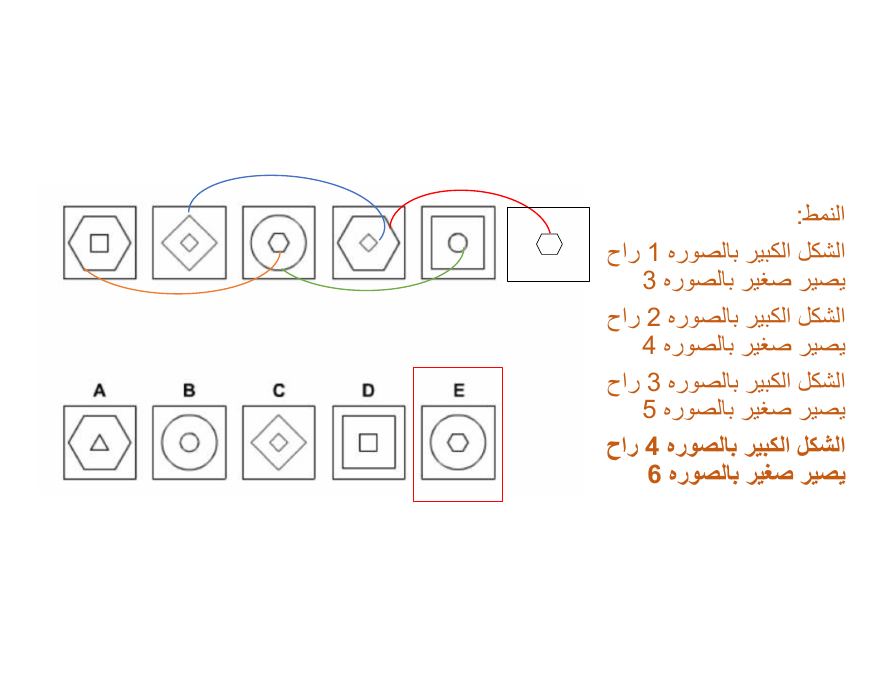 النمط:
الشكل الكبير بالصوره 1 راح
يصير صغير بالصوره 3
الشكل الكبير بالصوره 2 راح
يصير صغير بالصوره 4
الشكل الكبير بالصوره 3 راح
يصير صغير بالصوره 5
الشكل الكبير بالصوره 4 راح
يصير صغير بالصوره 6
A B C D E